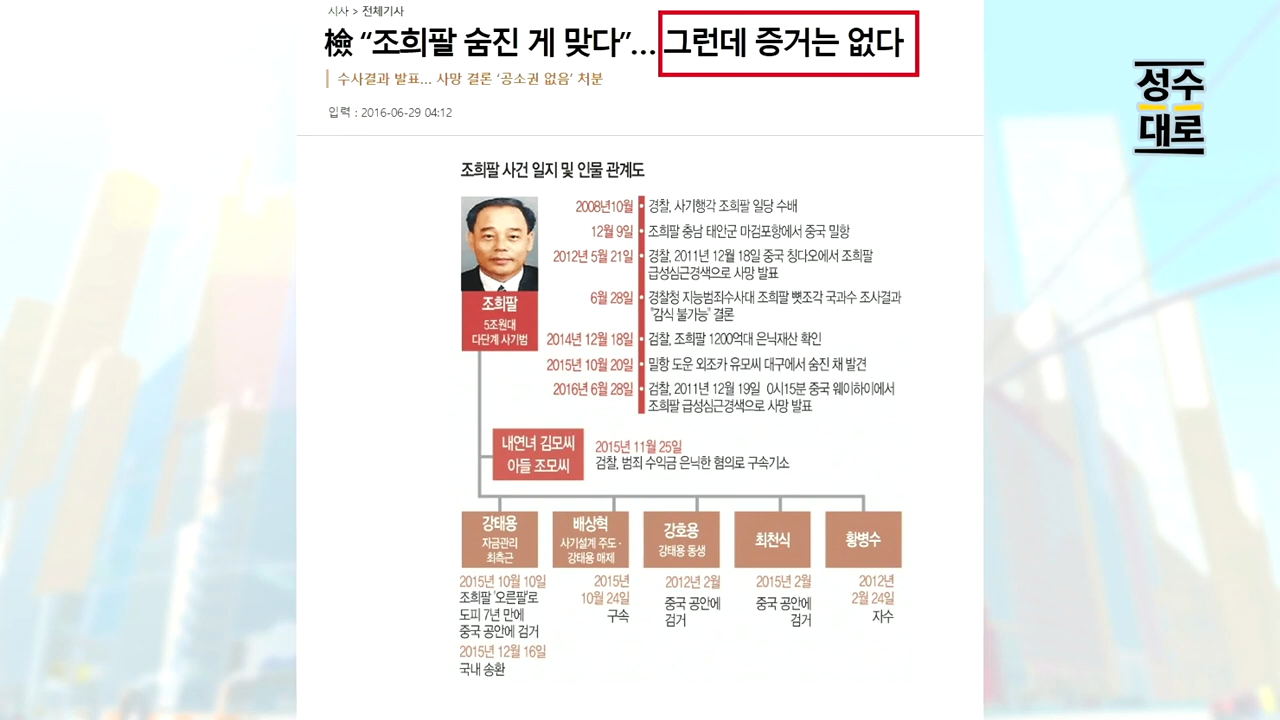 시사 > 전체기사
檢 “조희팔 숨진 게 맞다”... 그런데 증거는 없다
수사결과 발표... 사망 결론 ‘공소권 없음’ 처분
입력 : 2016-06-29 04:12
성수
대로
조희팔 사건 일지 및 인물 관계도
조희팔
5조원대
다단계 사기범
2008년10월 경찰, 사기행각 조희팔 일당 수배
12월 9일 조희팔 충남 태안군 마검포항에서 중국 밀항
2012년 5월 21일 경찰, 2011년 12월 18일 중국 칭다오에서 조희팔
급성심근경색으로 사망 발표
6월 28일 경찰청 지능범죄수사대 조희팔 뼛조각 국과수 조사결과
"감식 불가능" 결론
2014년 12월 18일 검찰, 조희팔 1200억대 은닉재산 확인
2015년 10월 20일 밀항 도운 외조카 유모씨 대구에서 숨진 채 발견
2016년 6월 28일 검찰, 2011년 12월 19일 0시15분 중국 웨이하이에서
조희팔 급성심근경색으로 사망 발표
내연녀 김모씨
아들 조모씨
2015년 11월 25일
검찰, 범죄 수익금 은닉한 혐의로 구속기소
강태용
자금관리
최측근
2015년 10월 10일
조희팔 '오른팔'로
도피 7년 만에
중국 공안에 검거
2015년 12월 16일
국내 송환
배상혁
사기설계 주도·
강태용 매제
2015년
10월 24일
구속
강호용
강태용 동생
2012년 2월
중국 공안에
검거
최천식
2015년 2월
중국 공안에
검거
황병수
2012년
2월 24일
자수